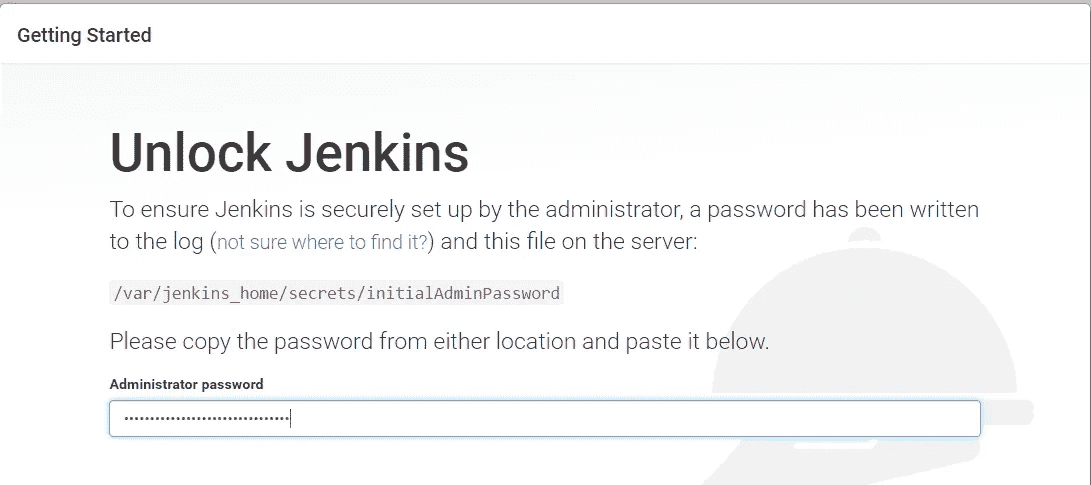 Getting Started
Unlock Jenkins
To ensure Jenkins is securely set up by the administrator, a password has been written
to the log (not sure where to find it?) and this file on the server:
/var/jenkins_home/secrets/initialAdminPassword
Please copy the password from either location and paste it below.
Administrator password
••••••••••••••••••••••••••••••••